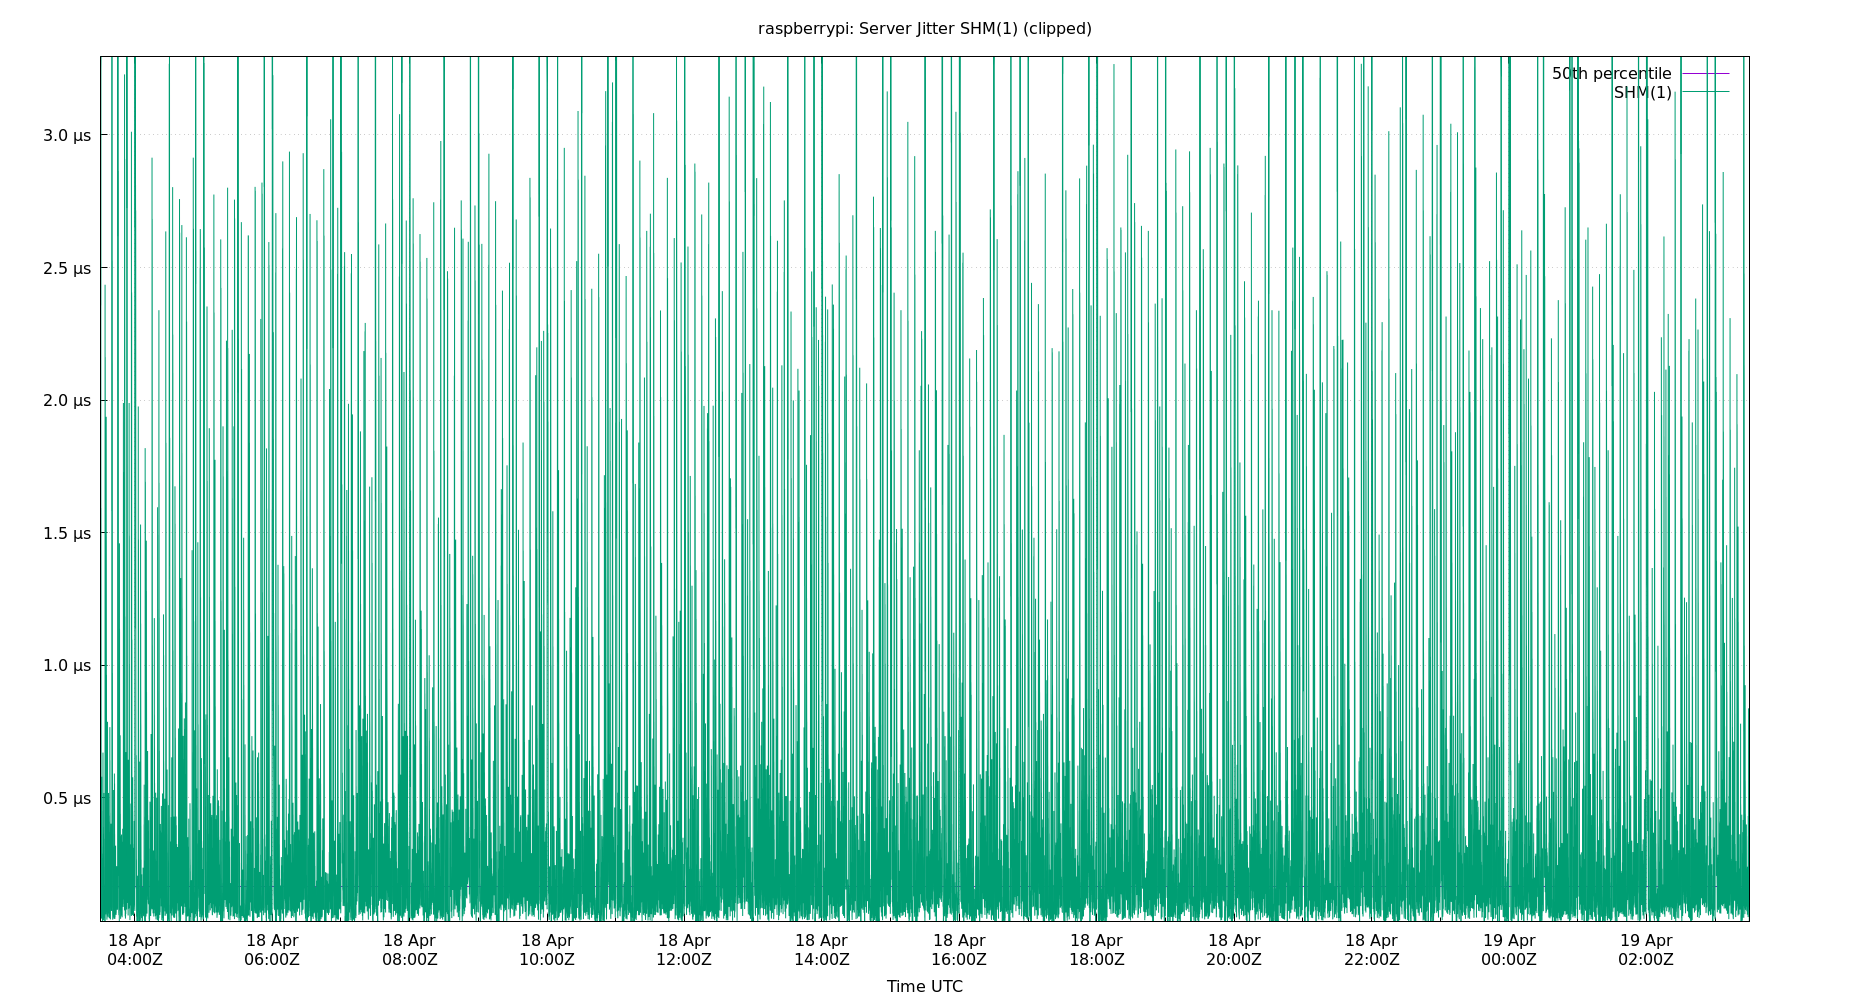 raspberrypi: Server Jitter SHM(1) (clipped)
50th percentile
SHM(1)
3.0 µs
2.5 µs
2.0 µs
1.5 µs
1.0 µs
0.5 µs
18 Apr 18 Apr 18 Apr 18 Apr 18 Apr 18 Apr 18 Apr 18 Apr 18 Apr 18 Apr 19 Apr 19 Apr
04:00Z 06:00Z 08:00Z 10:00Z 12:00Z 14:00Z 16:00Z 18:00Z 20:00Z 22:00Z 00:00Z 02:00Z
Time UTC